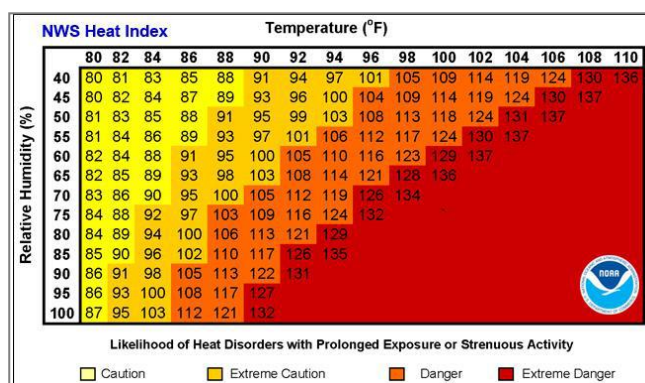 NWS Heat Index
Temperature (°F)
80 82 84 86 88 90 92 94 96 98 100 102 104 106 108 110
Relative Humidity (%)
40 80 81 83 85 88 91 94 97 101 105 109 114 119 124 130 136
45 80 82 84 87 89 93 96 100 104 109 114 119 124 130 137
50 81 83 85 88 91 95 99 103 108 113 118 124 131 137
55 81 84 86 89 93 97 101 106 112 117 124 130 137
60 82 84 88 91 95 100 105 110 116 123 129 137
65 82 85 89 93 98 103 108 114 121 128 136
70 83 86 90 95 100 105 112 119 126 134
75 84 88 92 97 103 109 116 124 132
80 84 89 94 100 106 113 121 129
85 85 90 96 102 110 117 126 135
90 86 91 98 105 113 122 131
95 86 93 100 108 117 127
100 87 95 103 112 121 132
NOAA
Likelihood of Heat Disorders with Prolonged Exposure or Strenuous Activity
Caution Extreme Caution Danger Extreme Danger